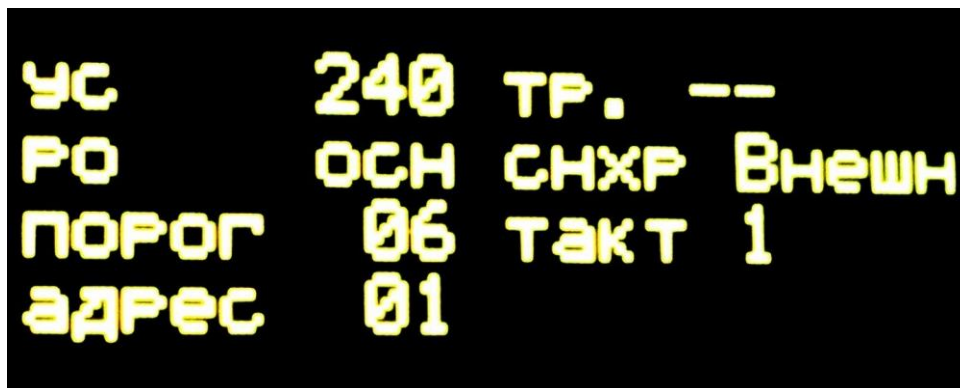 ус 240 тр. --
ро осн снхр Внешн
порог 06 такт 1
адрес 01